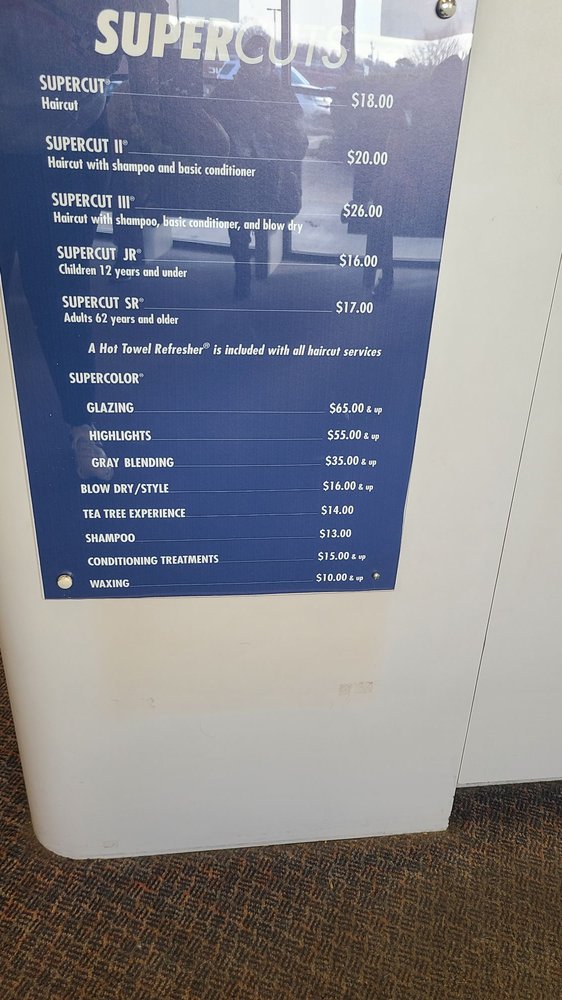 SUPERCUTS
SUPERCUT® $18.00
Haircut
SUPERCUT II® $20.00
Haircut with shampoo and basic conditioner
SUPERCUT III® $26.00
Haircut with shampoo, basic conditioner, and blow dry
SUPERCUT JR® $16.00
Children 12 years and under
SUPERCUT SR® $17.00
Adults 62 years and older
A Hot Towel Refresher® is included with all haircut services
SUPERCOLOR®
GLAZING $65.00 & up
HIGHLIGHTS $55.00 & up
GRAY BLENDING $35.00 & up
BLOW DRY/STYLE $16.00 & up
TEA TREE EXPERIENCE $14.00
SHAMPOO $13.00
CONDITIONING TREATMENTS $15.00 & up
WAXING $10.00 & up